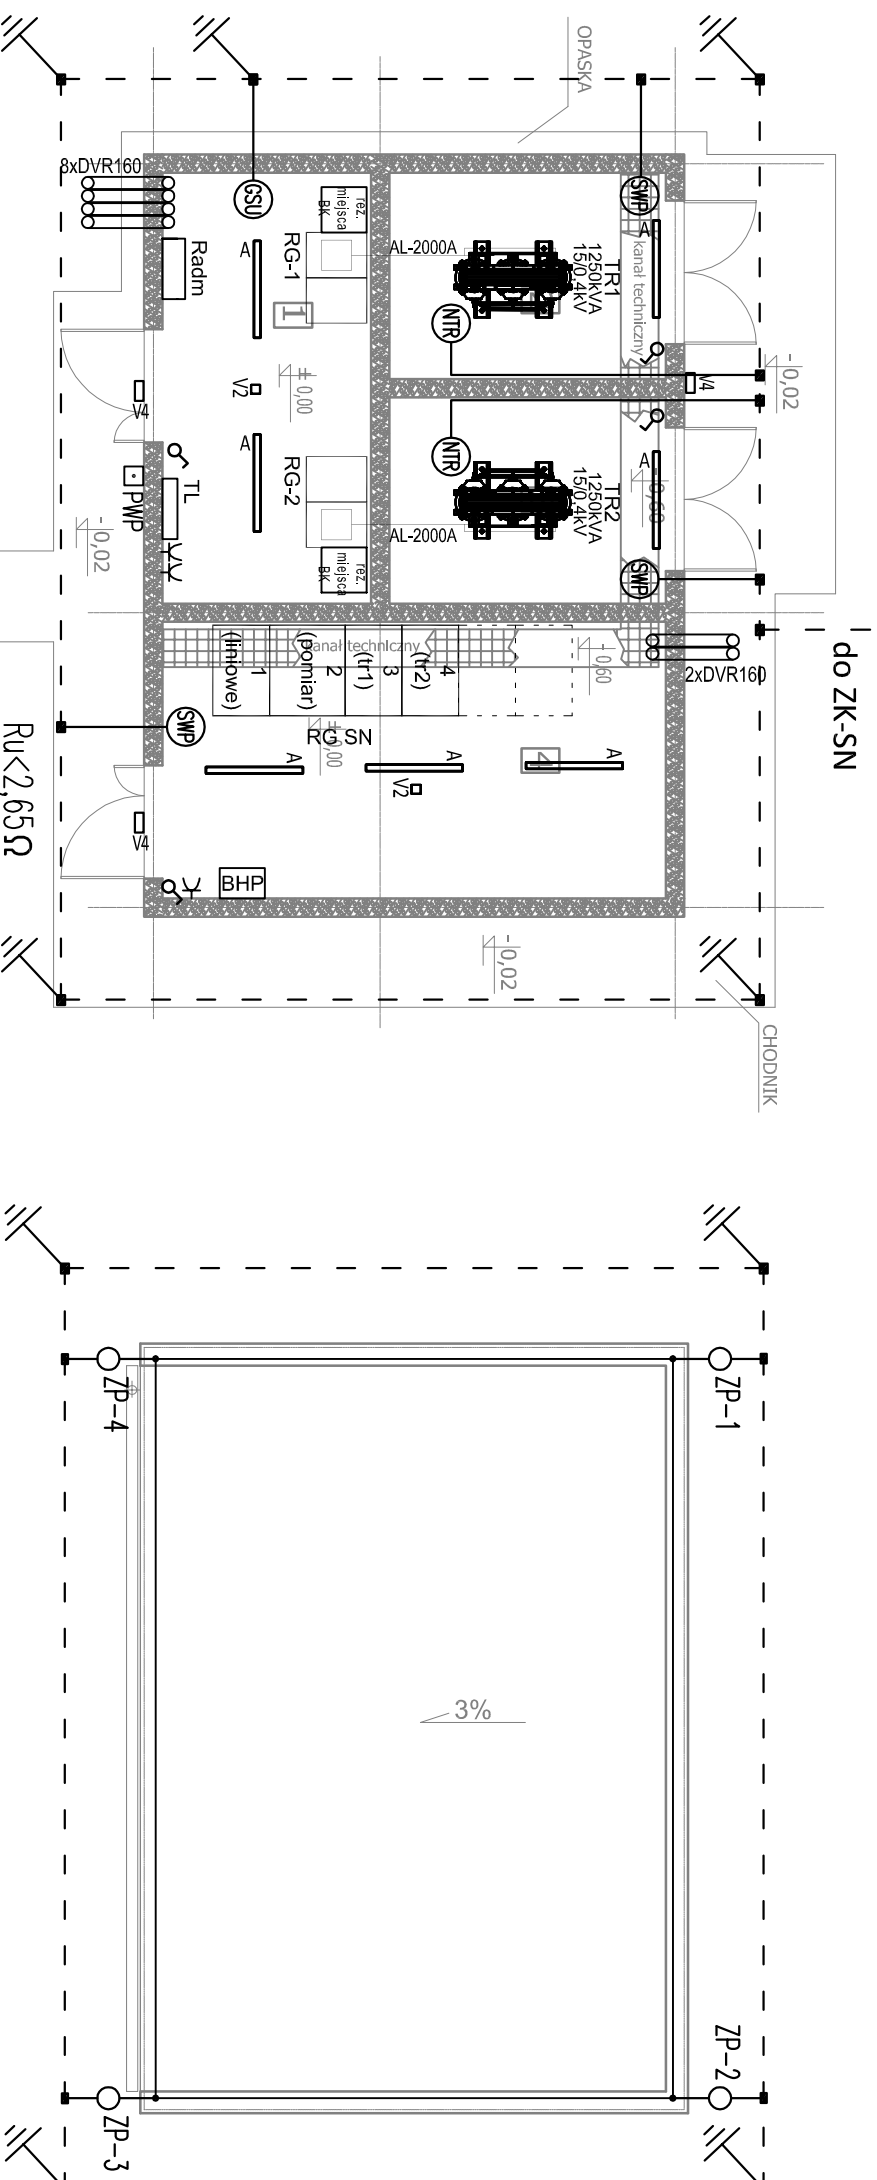 OPASKA
8xDVR160
GSU
SWP
rez.
miejsca
BK
Radm
RG-1
AL-2000A
TR1
1250kVA
15/0,4kV
A
A
kanał techniczny
1
NTR
± 0,00
V2
V4
V4
- 0,02
A
A
NTR
TL
PWP
RG-2
- 0,02
AL-2000A
TR2
1250kVA
15/0,4kV
- 0,60
rez.
miejsca
BK
SWP
do ZK-SN
kanał techniczny
1
(liniowe)
2
(pomiar)
3
(tr1)
4
(tr2)
- 0,60
2xDVR160
SWP
RG SN
± 0,00
A
A
A
4
V2
V4
Ru<2,65Ω
BHP
- 0,02
CHODNIK
ZP-4
ZP-1
3%
ZP-2
ZP-3